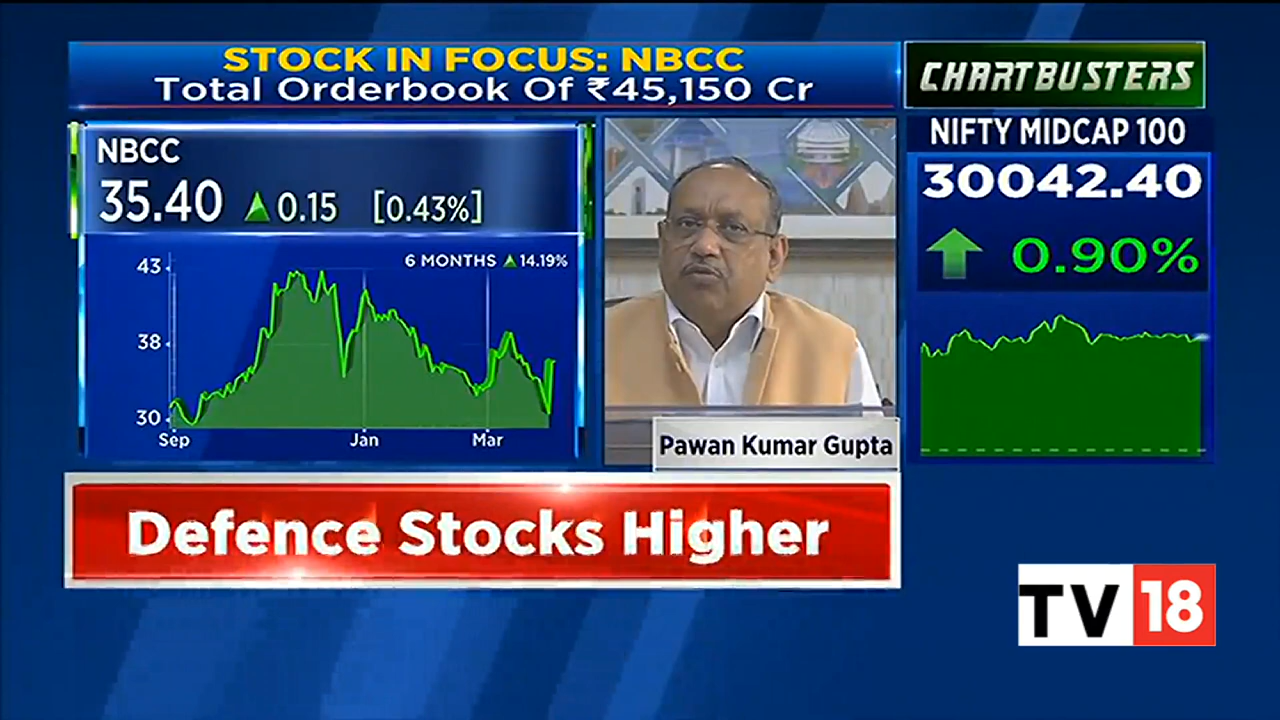 STOCK IN FOCUS: NBCC
Total Orderbook Of ₹45,150 Cr
CHARTBUSTERS
NBCC
35.40 ▲ 0.15 [0.43%]
6 MONTHS ▲ 14.19%
43
38
30
Sep Jan Mar
Pawan Kumar Gupta
NIFTY MIDCAP 100
30042.40
0.90%
Defence Stocks Higher
TV 18